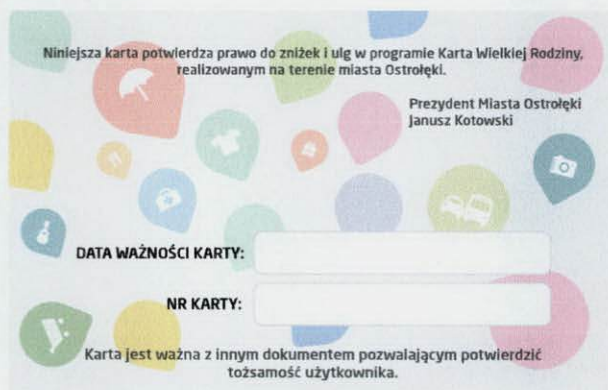 Niniejsza karta potwierdza prawo do zniżek i ulg w programie Karta Wielkiej Rodziny,
realizowanym na terenie miasta Ostrołęki.
Prezydent Miasta Ostrołęki
Janusz Kotowski
DATA WAŻNOŚCI KARTY:
NR KARTY:
Karta jest ważna z innym dokumentem pozwalającym potwierdzić
tożsamość użytkownika.